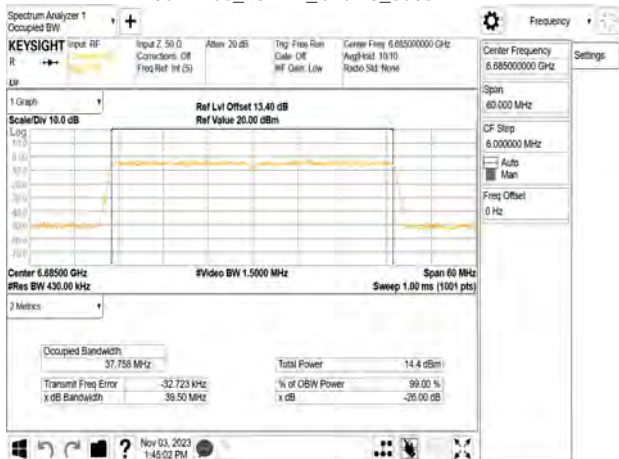 Spectrum Analyzer 1
Occupied BW
+
Frequency
KEYSIGHT Input: RF
R
Input Z: 50 Ω
Corrections: Off
Freq Ref: Int (S)
Atten: 20 dB
Trig: Free Run
Gate: Off
#IF Gain: Low
Center Freq: 6.685000000 GHz
Avg|Hold: 10/10
Radio Std: None
Center Frequency
6.685000000 GHz
Settings
Span
60.000 MHz
CF Step
6.000000 MHz
Auto
Man
Freq Offset
0 Hz
1 Graph
Scale/Div 10.0 dB
Ref Lvl Offset 13.40 dB
Ref Value 20.00 dBm
Log
Center 6.68500 GHz
#Video BW 1.5000 MHz
Span 60 MHz
#Res BW 430.00 kHz
Sweep 1.00 ms (1001 pts)
2 Metrics
Occupied Bandwidth
37.758 MHz
Total Power 14.4 dBm
Transmit Freq Error -32.723 kHz
% of OBW Power 99.00 %
x dB Bandwidth 39.50 MHz
x dB -26.00 dB
?
Nov 03, 2023
1:45:02 PM